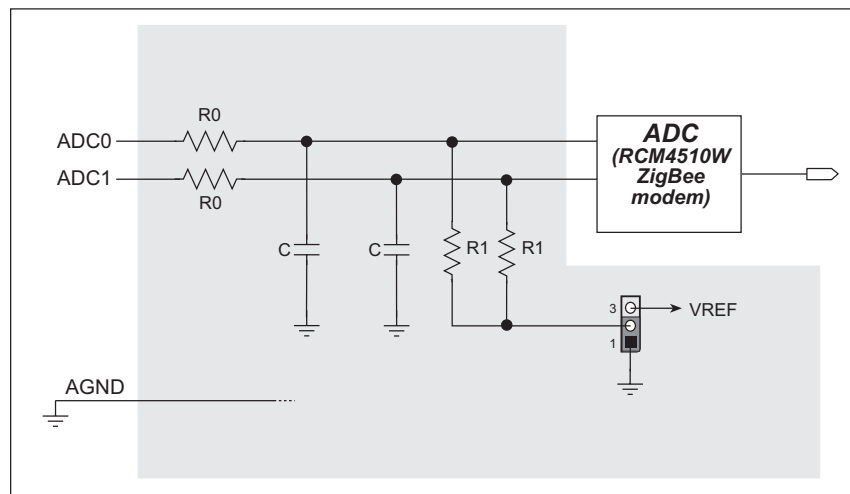 R0
ADC0
ADC1
R0
ADC
(RCM4510W
ZigBee
modem)
C
C
R1
R1
3
VREF
1
AGND